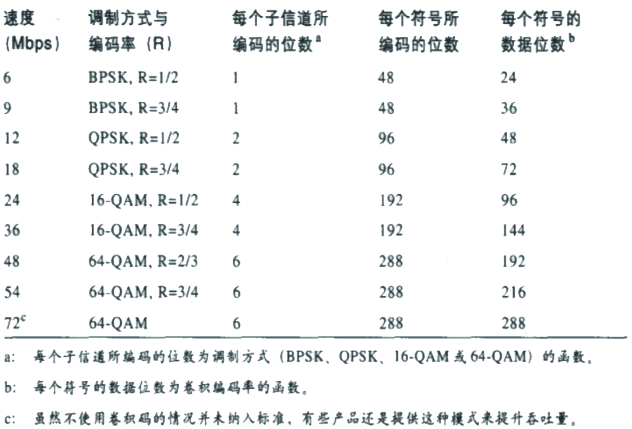 速度 调制方式与 每个子信道所 每个符号所 每个符号的
(Mbps) 编码率（R） 编码的位数a 编码的位数 数据位数b
6 BPSK, R=1/2 1 48 24
9 BPSK, R=3/4 1 48 36
12 QPSK, R=1/2 2 96 48
18 QPSK, R=3/4 2 96 72
24 16-QAM, R=1/2 4 192 96
36 16-QAM, R=3/4 4 192 144
48 64-QAM, R=2/3 6 288 192
54 64-QAM, R=3/4 6 288 216
72c 64-QAM 6 288 288
a: 每个子信道所编码的位数为调制方式（BPSK、QPSK、16-QAM或64-QAM）的函数。
b: 每个符号的数据位数为卷积编码率的函数。
c: 虽然不使用卷积码的情况并未纳入标准，有些产品还是提供这种模式来提升吞吐量。